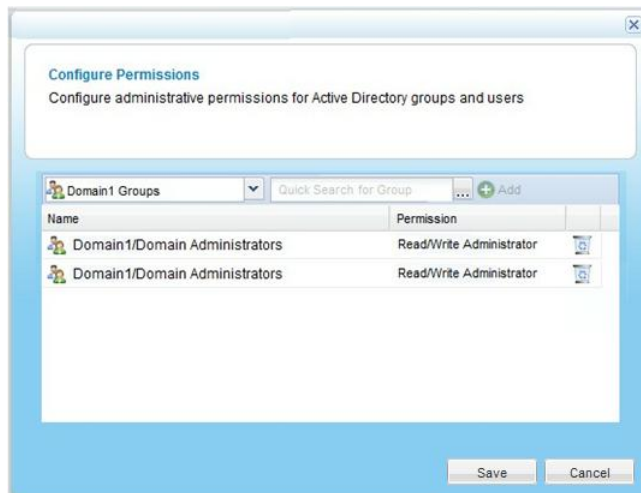 Configure Permissions
Configure administrative permissions for Active Directory groups and users
Domain1 Groups
Quick Search for Group
...
Add
Name Permission
Domain1/Domain Administrators Read/Write Administrator
Domain1/Domain Administrators Read/Write Administrator
Save Cancel